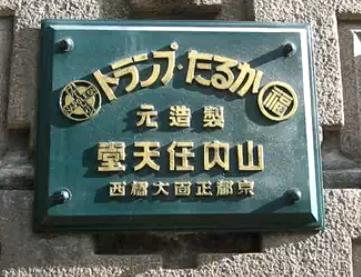 福 かるた・トランプ
製造元
山内任天堂
京都正面大橋西